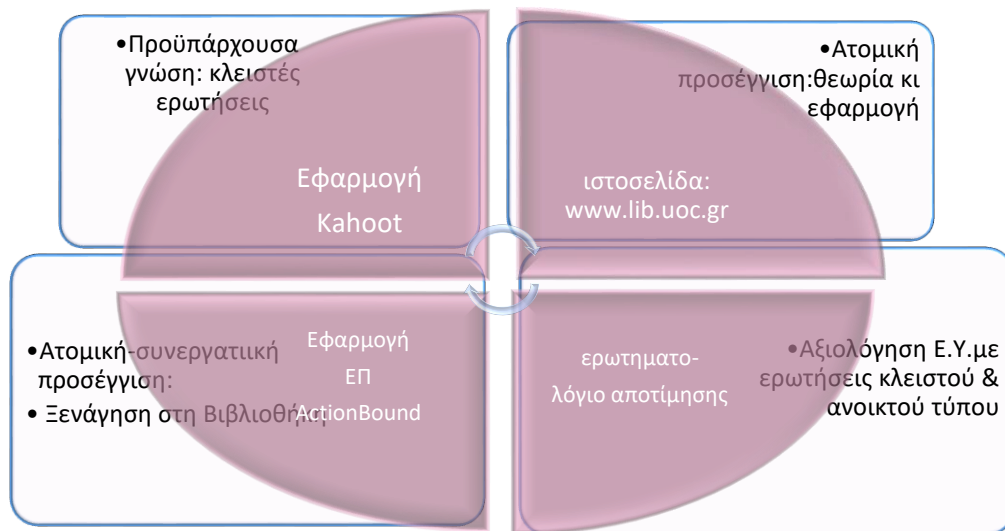 •Προϋπάρχουσα
γνώση: κλειστές
ερωτήσεις
Εφαρμογή
Kahoot
•Ατομική
προσέγγιση:θεωρία κι
εφαρμογή
ιστοσελίδα:
www.lib.uoc.gr
•Ατομική-συνεργατιική
προσέγγιση:
• Ξενάγηση στη Βιβλιοθήκη
Εφαρμογή
ΕΠ
ActionBound
ερωτηματο-
λόγιο αποτίμησης
•Αξιολόγηση Ε.Υ.με
ερωτήσεις κλειστού &
ανοικτού τύπου